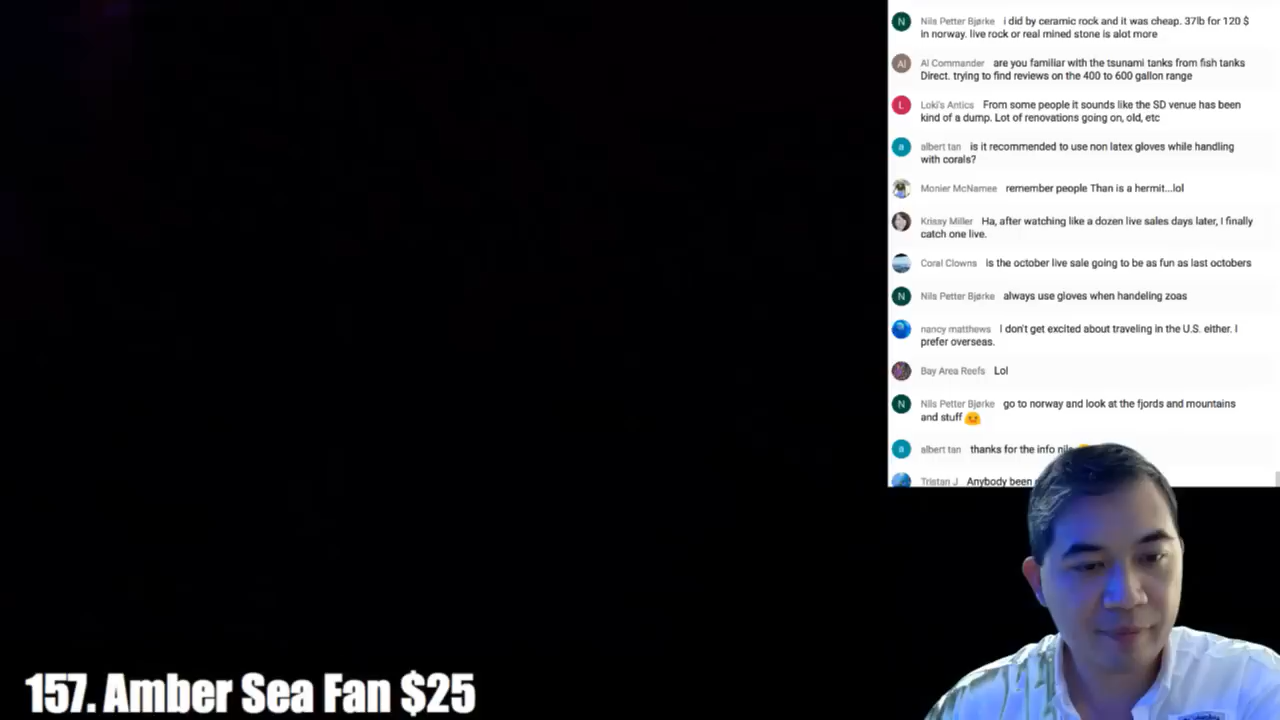 N Nils Petter Bjørke i did by ceramic rock and it was cheap. 37lb for 120 $
in norway. live rock or real mined stone is alot more
Al Al Commander are you familiar with the tsunami tanks from fish tanks
Direct. trying to find reviews on the 400 to 600 gallon range
L Loki's Antics From some people it sounds like the SD venue has been
kind of a dump. Lot of renovations going on, old, etc
a albert tan is it recommended to use non latex gloves while handling
with corals?
Monier McNamee remember people Than is a hermit...lol
Krissy Miller Ha, after watching like a dozen live sales days later, I finally
catch one live.
Coral Clowns is the october live sale going to be as fun as last octobers
N Nils Petter Bjørke always use gloves when handeling zoas
nancy matthews I don't get excited about traveling in the U.S. either. I
prefer overseas.
Bay Area Reefs Lol
N Nils Petter Bjørke go to norway and look at the fjords and mountains
and stuff
a albert tan thanks for the info nils
Tristan J Anybody been
157. Amber Sea Fan $25